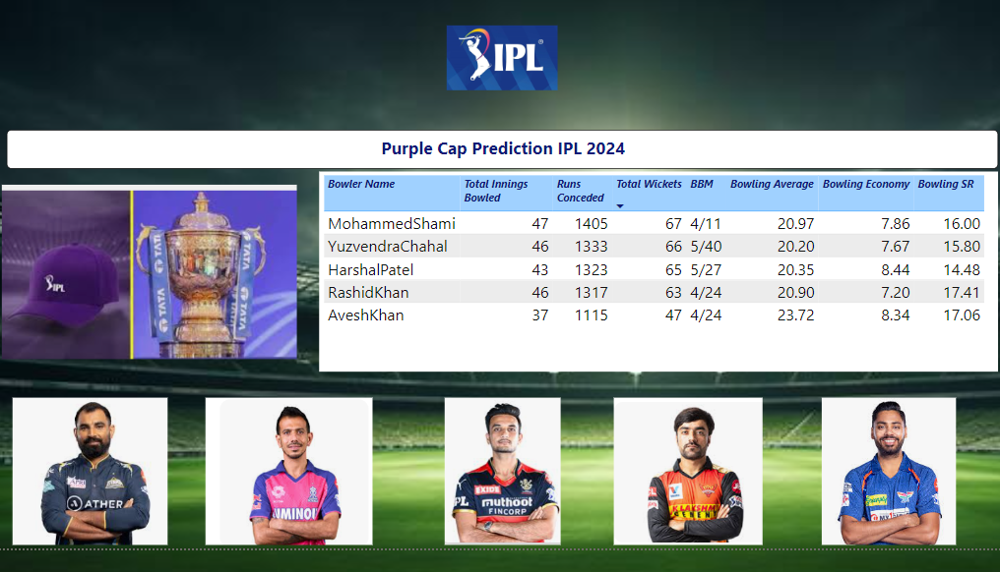 IPL
Purple Cap Prediction IPL 2024
Bowler Name Total Innings Bowled Runs Conceded Total Wickets BBM Bowling Average Bowling Economy Bowling SR
MohammedShami 47 1405 67 4/11 20.97 7.86 16.00
YuzvendraChahal 46 1333 66 5/40 20.20 7.67 15.80
HarshalPatel 43 1323 65 5/27 20.35 8.44 14.48
RashidKhan 46 1317 63 4/24 20.90 7.20 17.41
AveshKhan 37 1115 47 4/24 23.72 8.34 17.06
IPL
TATA
TATA
TATA
TATA
ATHER
LUMINOUS
EXIDE
muthoot
FINCORP